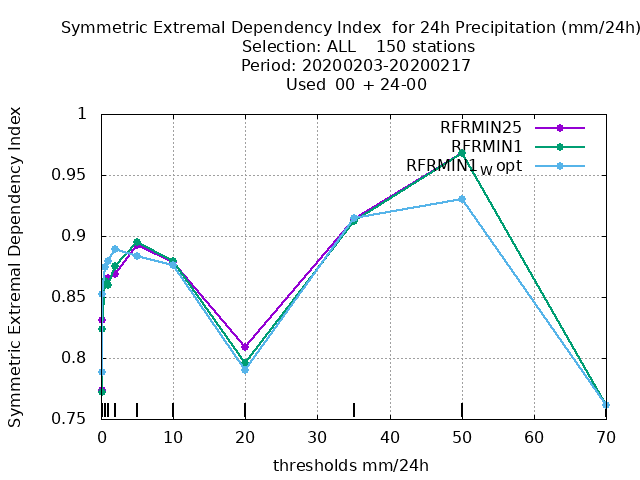 Symmetric Extremal Dependency Index  for 24h Precipitation (mm/24h)
Selection: ALL    150 stations
Period: 20200203-20200217
Used  00 + 24-00
Symmetric Extremal Dependency Index
1
0.95
0.9
0.85
0.8
0.75
RFRMIN25
RFRMIN1
RFRMIN1W opt
0 10 20 30 40 50 60 70
thresholds mm/24h